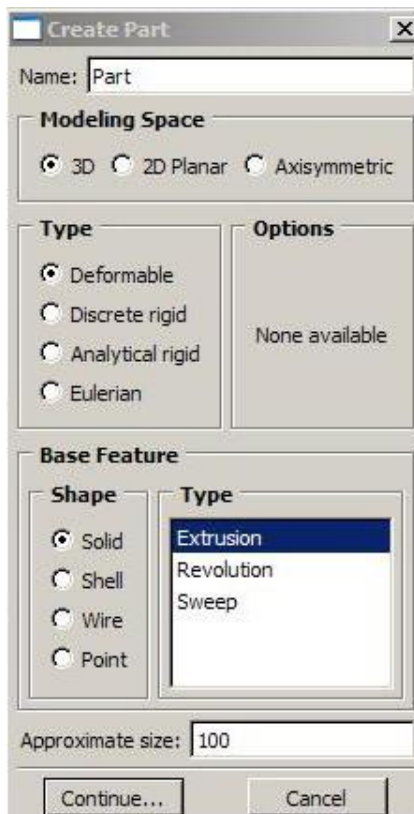 Create Part
Name: Part
Modeling Space
3D 2D Planar Axisymmetric
Type
Deformable
Discrete rigid
Analytical rigid
Eulerian
Options
None available
Base Feature
Shape
Solid
Shell
Wire
Point
Type
Extrusion
Revolution
Sweep
Approximate size: 100
Continue... Cancel